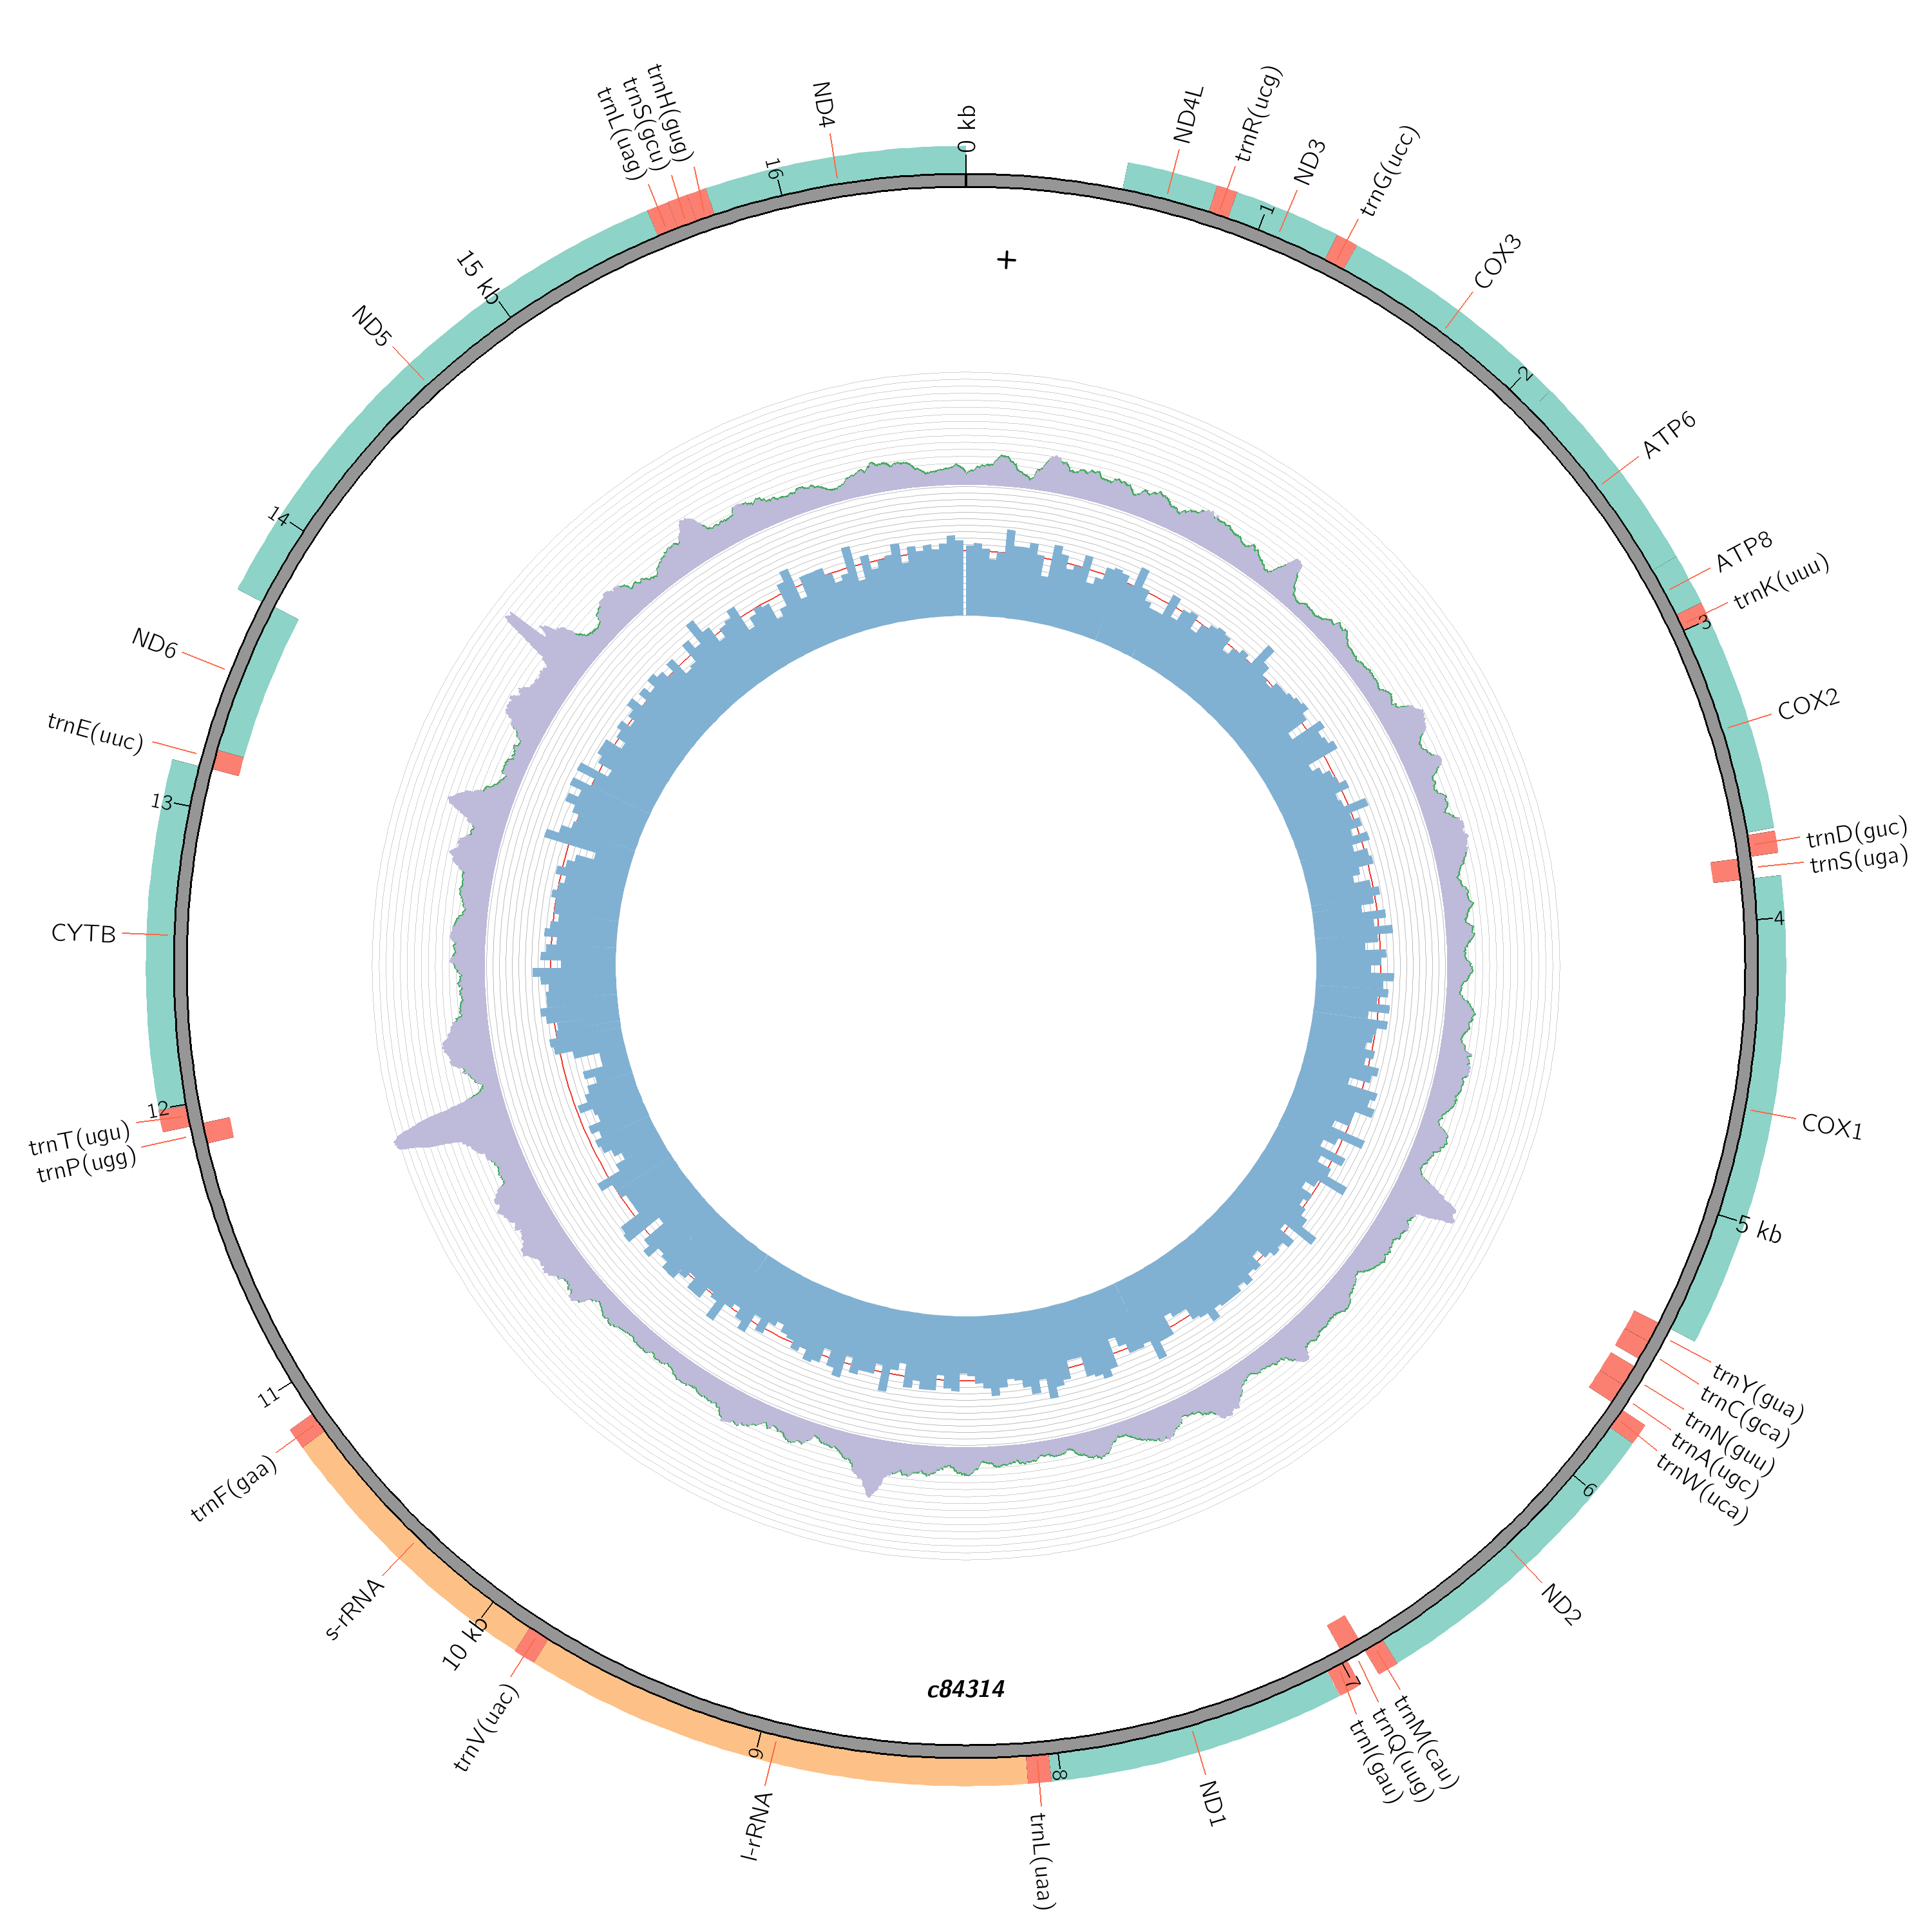 0 kb
ND4L
trnR(ucg)
1
ND3
trnG(ucc)
COX3
2
ATP6
ATP8
trnK(uuu)
3
COX2
trnD(guc)
trnS(uga)
4
COX1
5 kb
trnY(gua)
trnC(gca)
trnN(guu)
trnA(ugc)
trnW(uca)
6
ND2
trnM(cau)
trnQ(uug)
7
trnI(gau)
ND1
8
trnL(uaa)
l-rRNA
9
trnV(uac)
10 kb
s-rRNA
trnF(gaa)
11
trnP(ugg)
trnT(ugu)
12
CYTB
13
trnE(uuc)
ND6
14
ND5
15 kb
trnL(uag)
trnS(gcu)
trnH(gug)
16
ND4
+
c84314